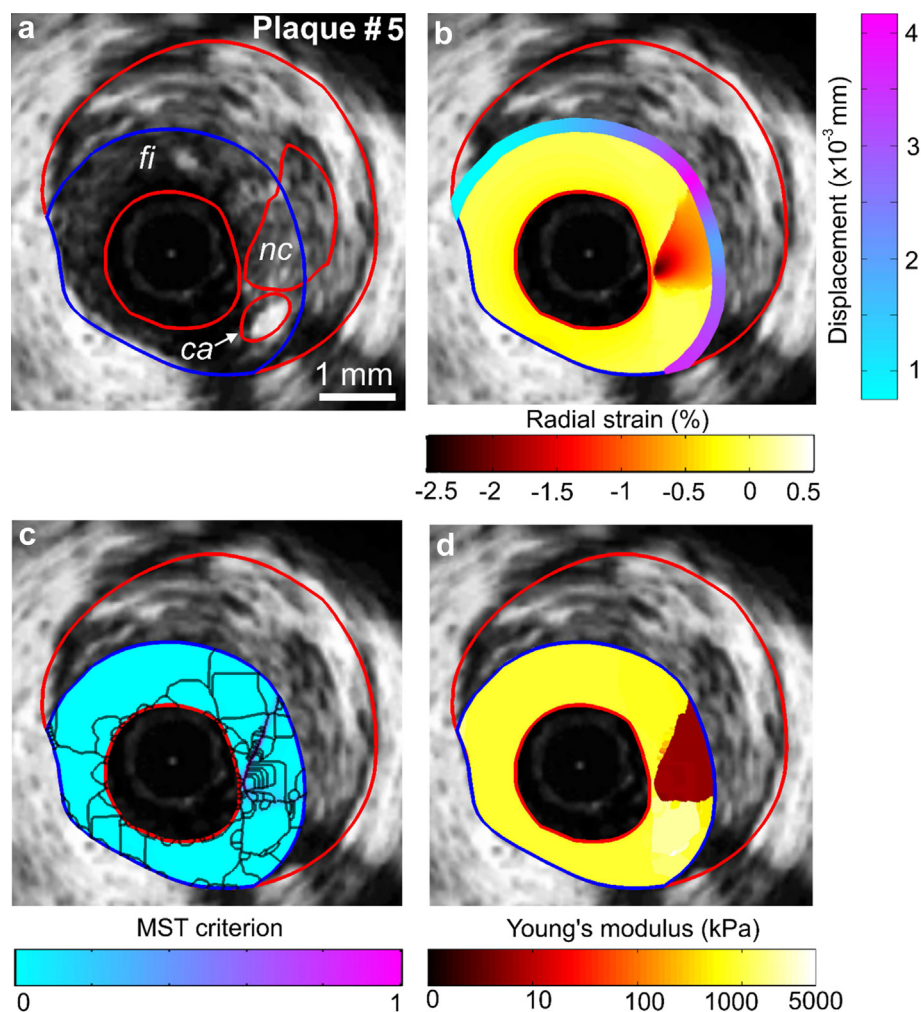 a
Plaque # 5
fi
nc
ca
1 mm
b
Displacement (x10⁻³ mm)
4
3
2
1
Radial strain (%)
-2.5 -2 -1.5 -1 -0.5 0 0.5
c
MST criterion
0 1
d
Young's modulus (kPa)
0 10 100 1000 5000